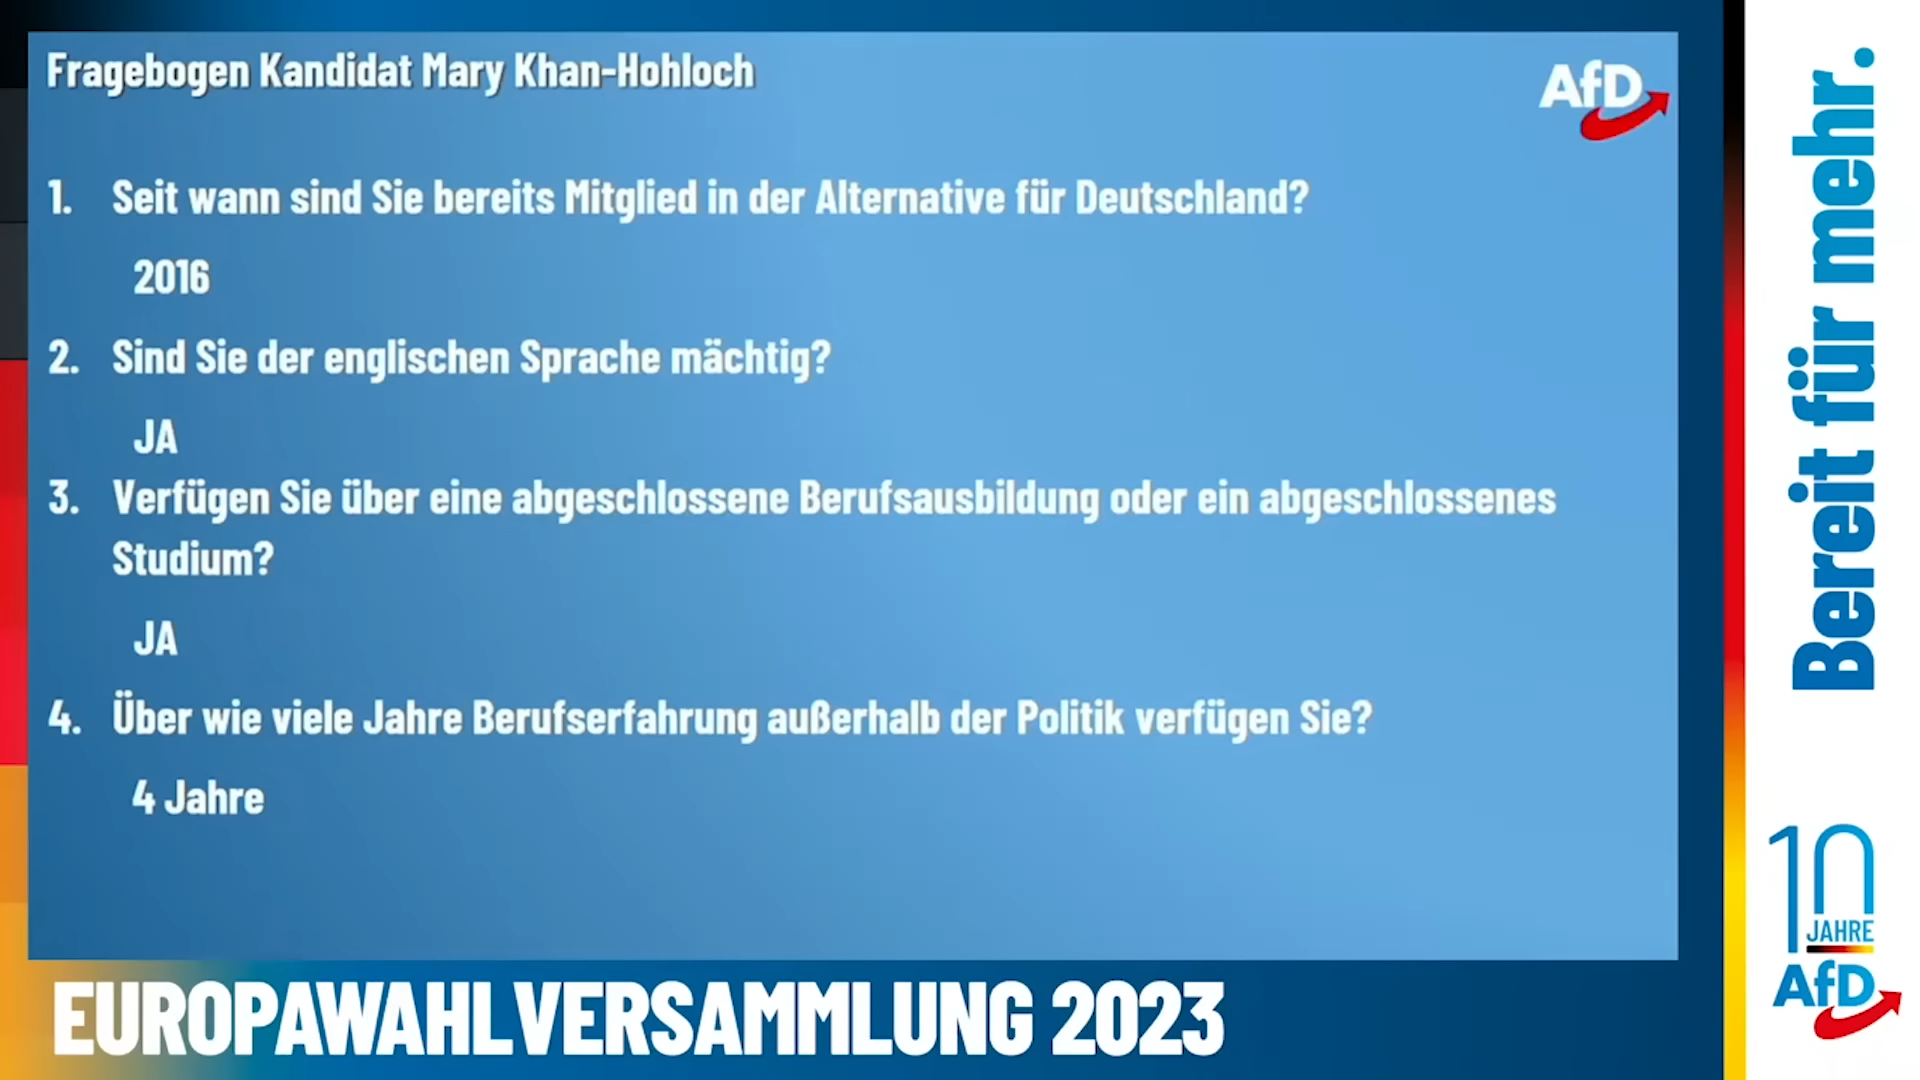 Fragebogen Kandidat Mary Khan-Hohloch
AfD
1. Seit wann sind Sie bereits Mitglied in der Alternative für Deutschland?
2016
2. Sind Sie der englischen Sprache mächtig?
JA
3. Verfügen Sie über eine abgeschlossene Berufsausbildung oder ein abgeschlossenes
Studium?
JA
4. Über wie viele Jahre Berufserfahrung außerhalb der Politik verfügen Sie?
4 Jahre
EUROPAWAHLVERSAMMLUNG 2023
Bereit für mehr.
10
JAHRE
AfD